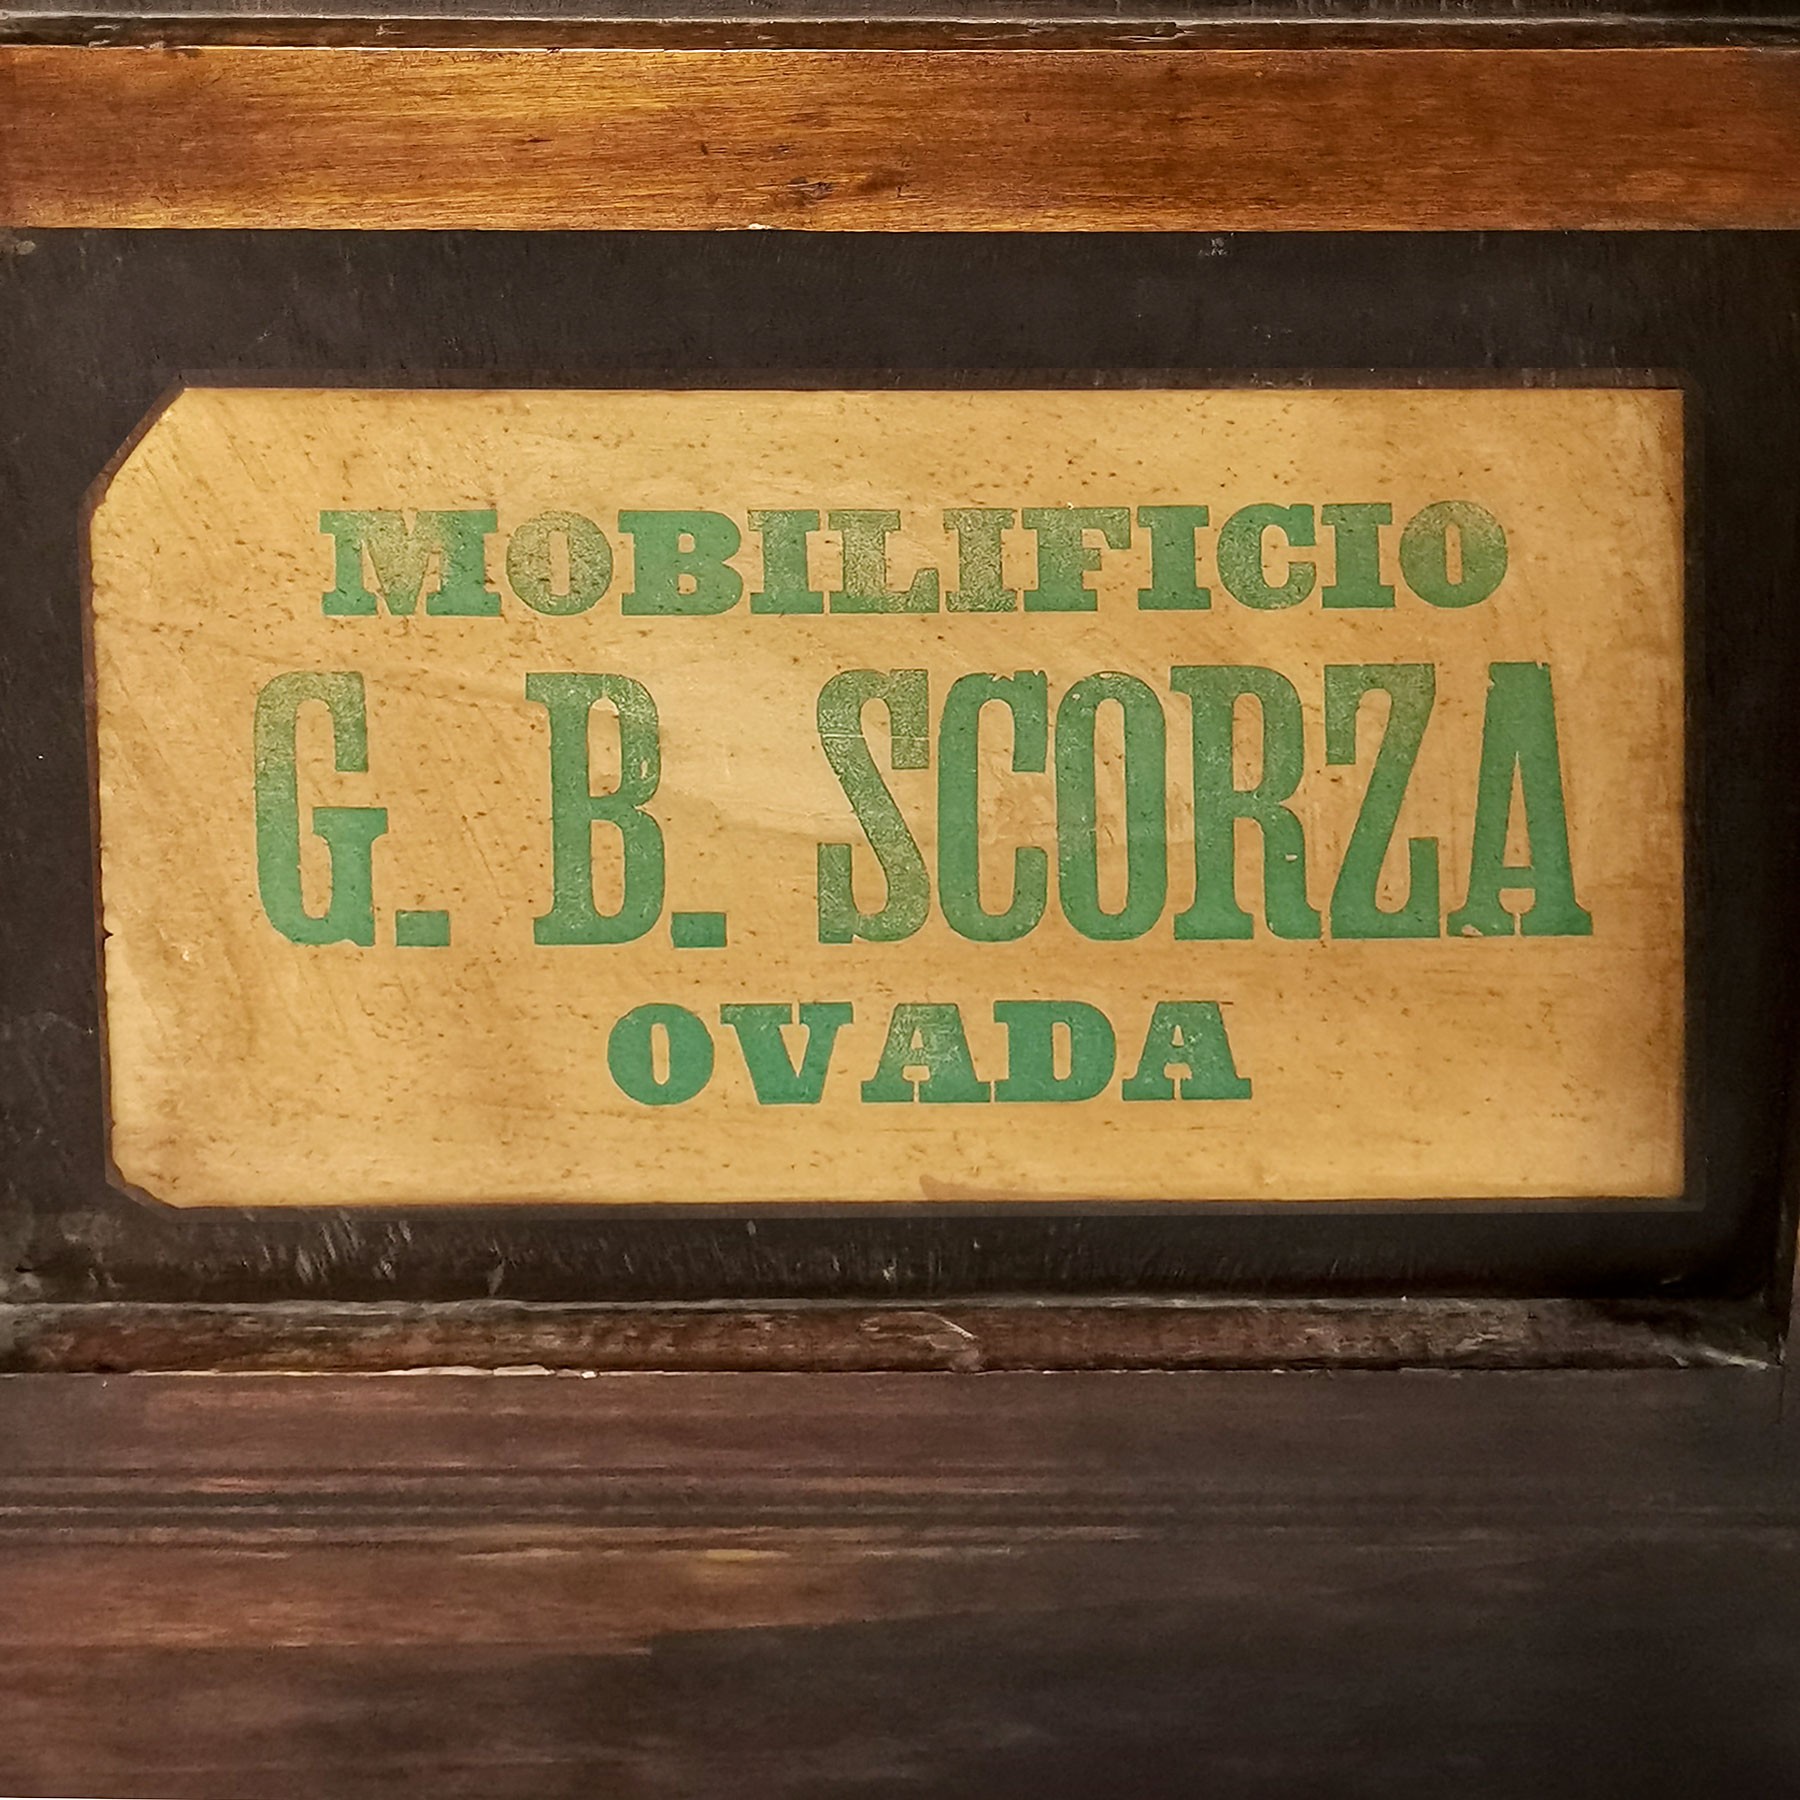 MOBILIFICIO
G. B. SCORZA
OVADA